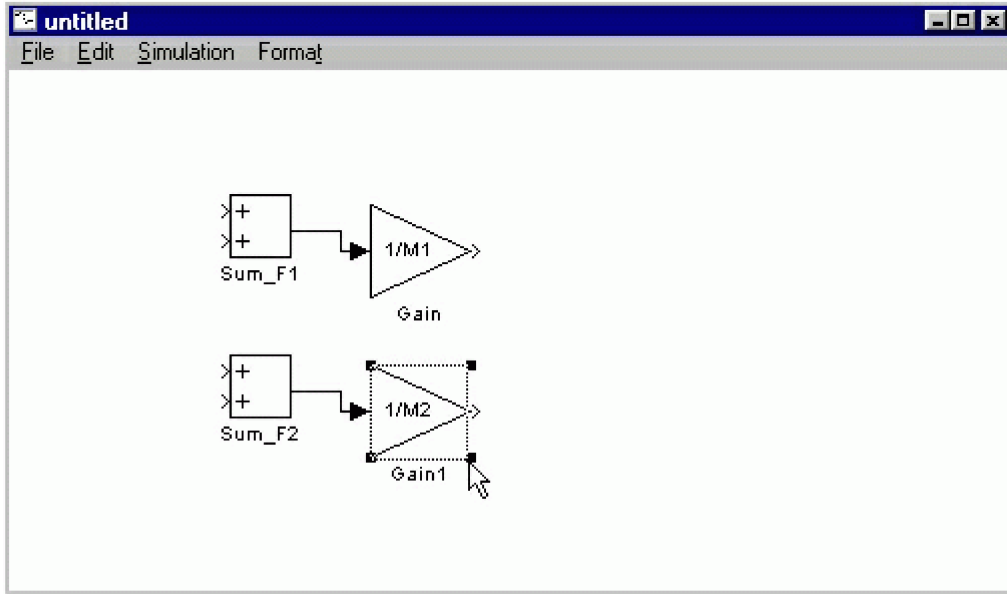 untitled
File Edit Simulation Format
+
+
1/M1
Sum_F1
Gain
+
+
1/M2
Sum_F2
Gain1